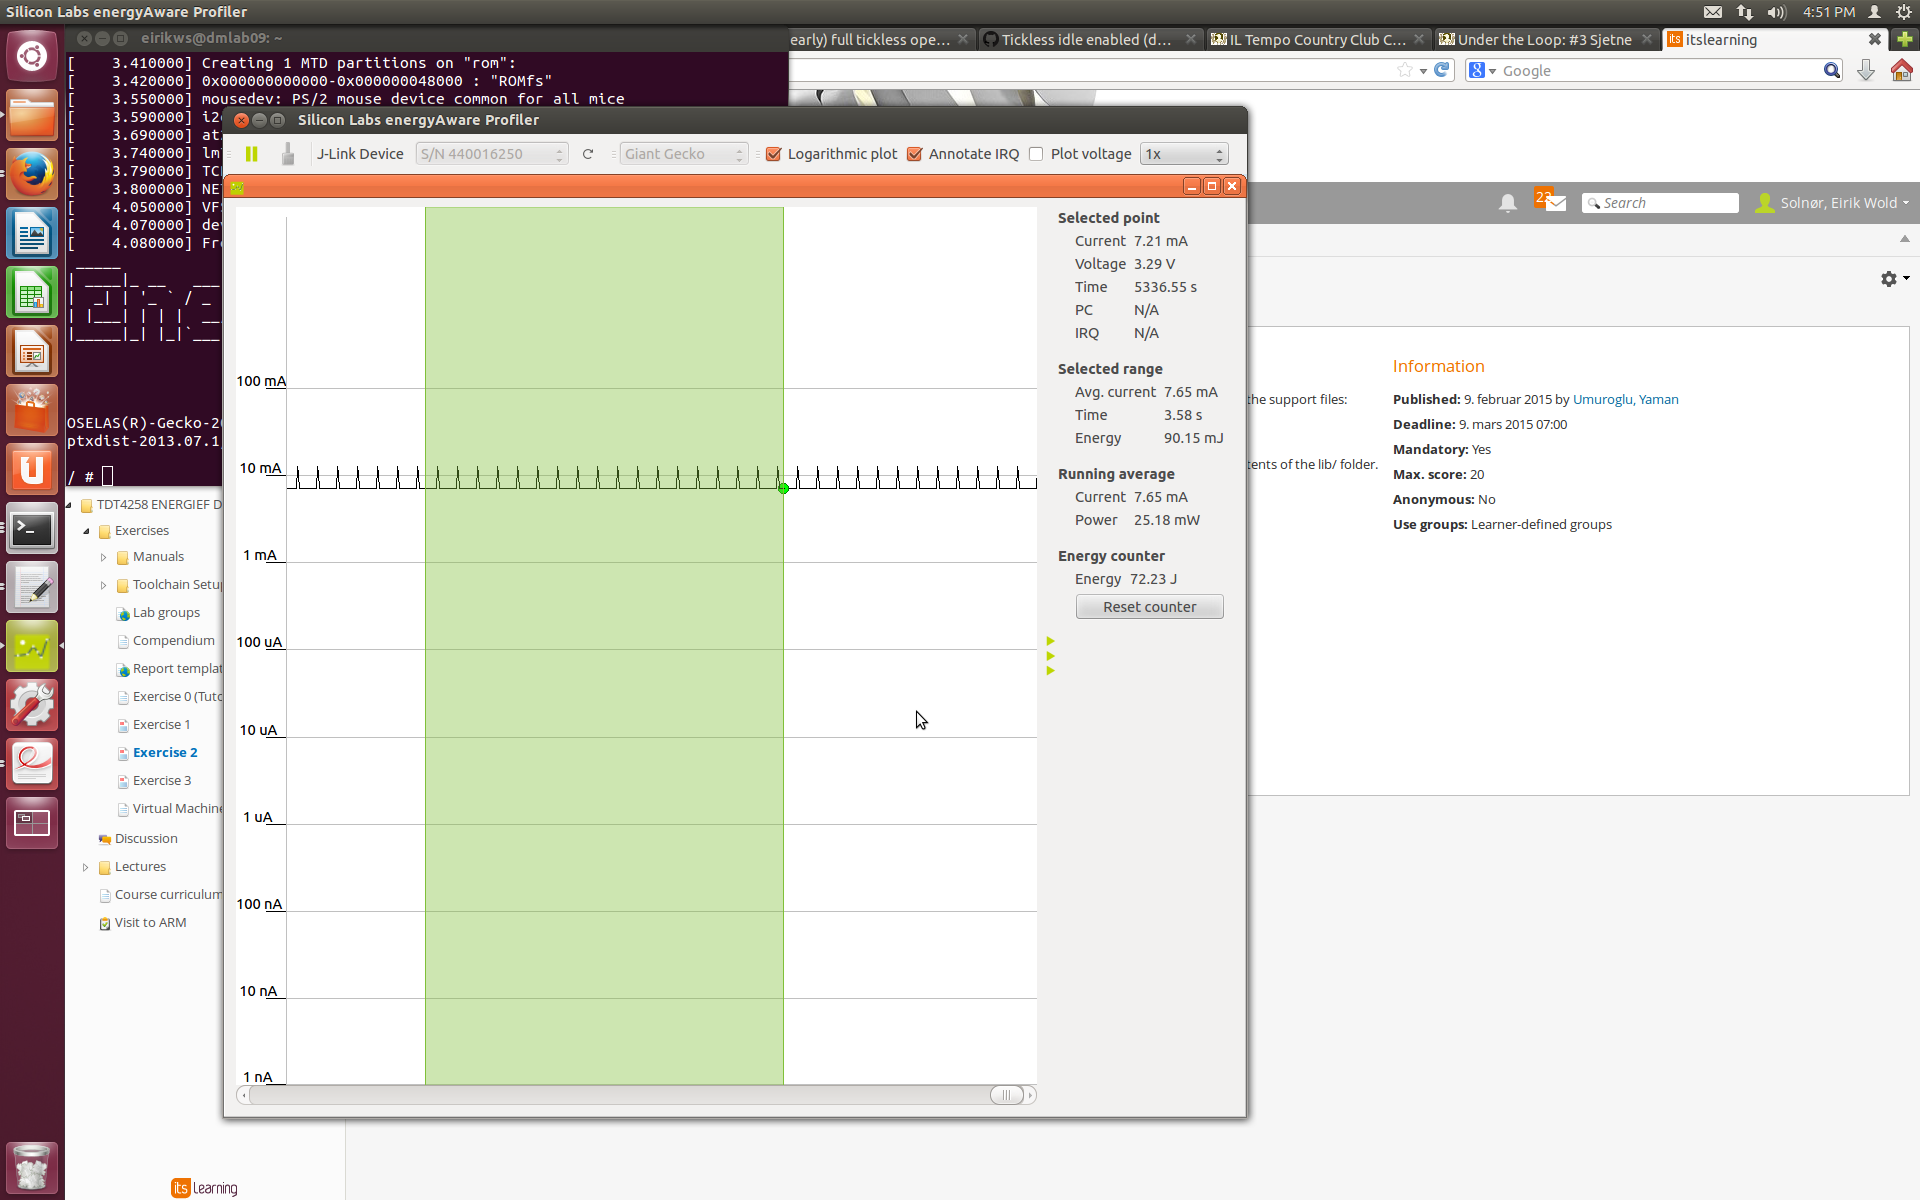 Silicon Labs energyAware Profiler
4:51 PM
eirikws@dmlab09: ~
early) full tickless ope...
Tickless idle enabled (d...
IL Tempo Country Club C...
Under the Loop: #3 Sjetne
itslearning
Google
[    3.410000] Creating 1 MTD partitions on "rom":
[    3.420000] 0x000000000000-0x000000048000 : "ROMfs"
[    3.550000] mousedev: PS/2 mouse device common for all mice
[    3.590000] i2
[    3.690000] at
[    3.740000] lm
[    3.790000] TC
[    3.800000] NE
[    4.050000] VF
[    4.070000] dev
[    4.080000] Fr
OSELAS(R)-Gecko-20
ptxdist-2013.07.1
/ #
Silicon Labs energyAware Profiler
J-Link Device
S/N 440016250
Giant Gecko
Logarithmic plot
Annotate IRQ
Plot voltage
1x
100 mA
10 mA
1 mA
100 uA
10 uA
1 uA
100 nA
10 nA
1 nA
Selected point
Current 7.21 mA
Voltage 3.29 V
Time 5336.55 s
PC N/A
IRQ N/A
Selected range
Avg. current 7.65 mA
Time 3.58 s
Energy 90.15 mJ
Running average
Current 7.65 mA
Power 25.18 mW
Energy counter
Energy 72.23 J
Reset counter
Search
Solnør, Eirik Wold
the support files:
tents of the lib/ folder.
Information
Published: 9. februar 2015 by Umuroglu, Yaman
Deadline: 9. mars 2015 07:00
Mandatory: Yes
Max. score: 20
Anonymous: No
Use groups: Learner-defined groups
TDT4258 ENERGIEF D
Exercises
Manuals
Toolchain Setu
Lab groups
Compendium
Report templat
Exercise 0 (Tuto
Exercise 1
Exercise 2
Exercise 3
Virtual Machine
Discussion
Lectures
Course curriculum
Visit to ARM
its learning